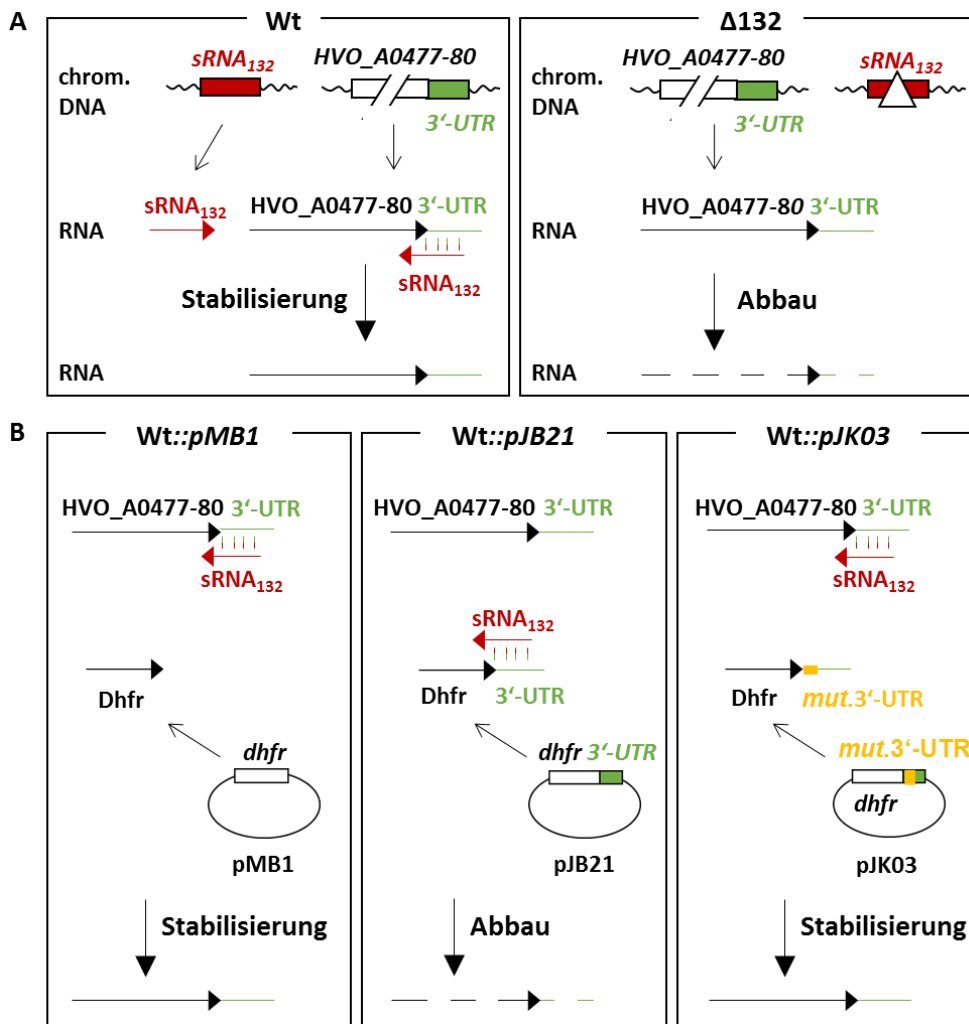 A
Wt
Δ132
chrom.
DNA
sRNA132
HVO_A0477-80
3‘-UTR
chrom.
DNA
HVO_A0477-80
3‘-UTR
sRNA132
RNA
sRNA132
HVO_A0477-80 3‘-UTR
sRNA132
RNA
HVO_A0477-80 3‘-UTR
Stabilisierung
Abbau
RNA
RNA
B
Wt::pMB1
HVO_A0477-80 3‘-UTR
sRNA132
Dhfr
dhfr
pMB1
Stabilisierung
Wt::pJB21
HVO_A0477-80 3‘-UTR
sRNA132
Dhfr 3‘-UTR
dhfr 3‘-UTR
pJB21
Abbau
Wt::pJK03
HVO_A0477-80 3‘-UTR
sRNA132
Dhfr mut.3‘-UTR
mut.3‘-UTR
dhfr
pJK03
Stabilisierung